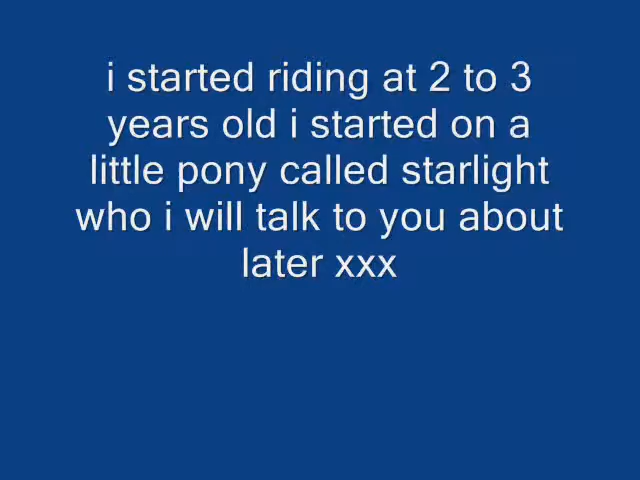 i started riding at 2 to 3
years old i started on a
little pony called starlight
who i will talk to you about
later xxx